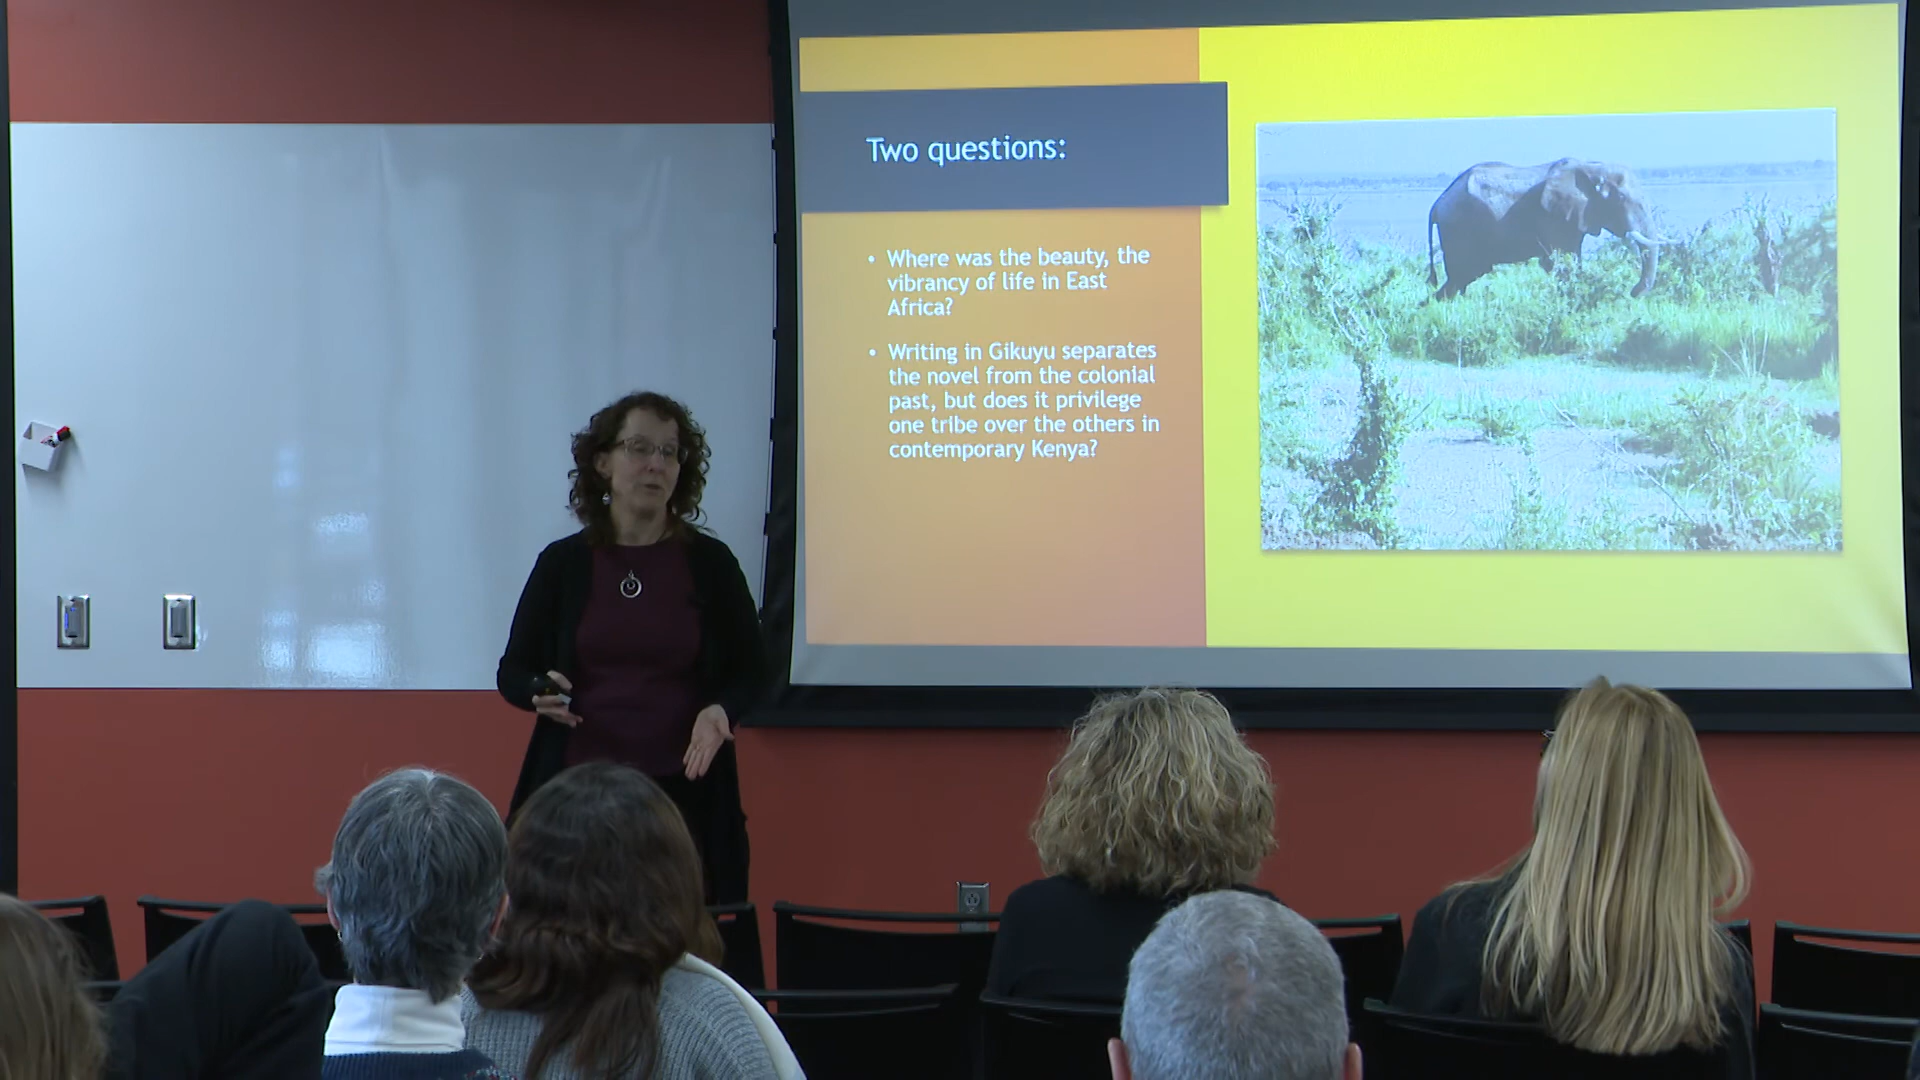 Two questions:
• Where was the beauty, the
vibrancy of life in East
Africa?
• Writing in Gikuyu separates
the novel from the colonial
past, but does it privilege
one tribe over the others in
contemporary Kenya?